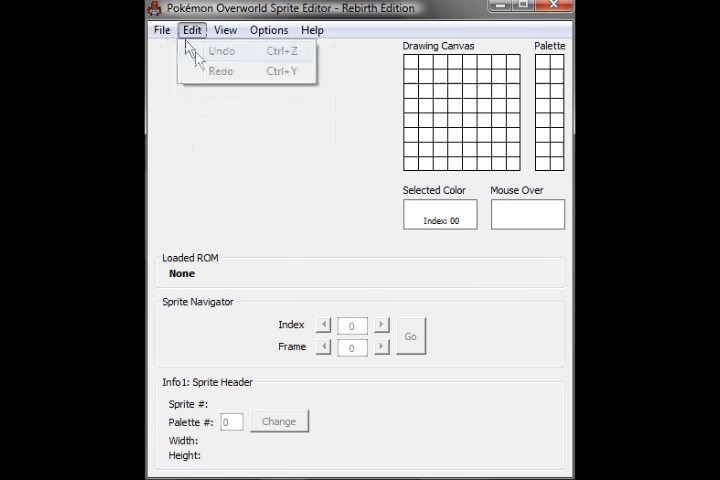 Pokémon Overworld Sprite Editor - Rebirth Edition
File Edit View Options Help
Undo Ctrl+Z
Redo Ctrl+Y
Drawing Canvas Palette
Selected Color Mouse Over
Index: 00
Loaded ROM
None
Sprite Navigator
Index 0
Go
Frame 0
Info1: Sprite Header
Sprite #:
Palette #: 0 Change
Width:
Height: